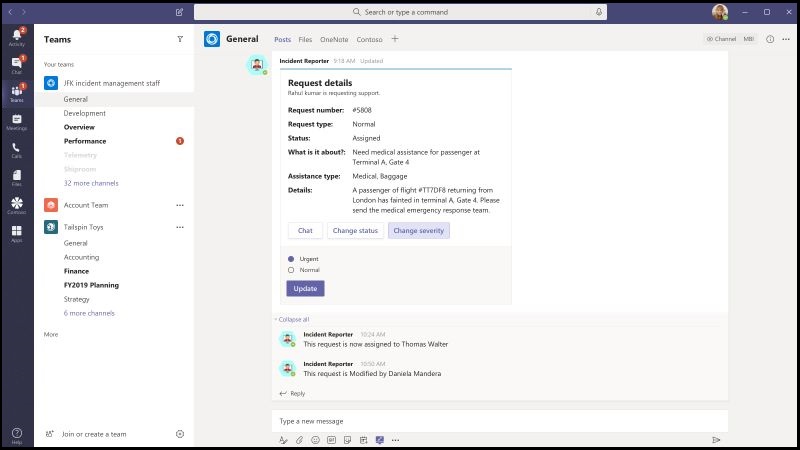 Search or type a command
2
Activity
1
Chat
1
Teams
Meetings
Calls
Files
Contoso
Apps
Help
Teams
Your teams
JFK incident management staff
General
Development
Overview
Performance 1
Telemetry
Shiproom
32 more channels
Account Team
Tailspin Toys
General
Accounting
Finance
FY2019 Planning
Strategy
6 more channels
More
Join or create a team
General Posts Files OneNote Contoso
Channel MBI
Incident Reporter 9:18 AM Updated
Request details
Rahul kumar is requesting support.
Request number: #5808
Request type: Normal
Status: Assigned
What is it about?: Need medical assistance for passenger at
Terminal A, Gate 4
Assistance type: Medical, Baggage
Details: A passenger of flight #TT7DF8 returning from
London has fainted in terminal A, Gate 4. Please
send the medical emergency response team.
Chat Change status Change severity
Urgent
Normal
Update
Collapse all
Incident Reporter 10:24 AM
This request is now assigned to Thomas Walter
Incident Reporter 10:50 AM
This request is Modified by Daniela Mandera
Reply
Type a new message
GIF